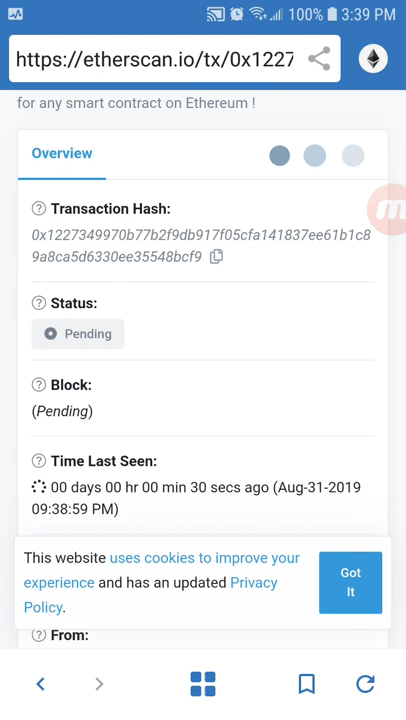 100% 3:39 PM
https://etherscan.io/tx/0x1227
for any smart contract on Ethereum !
Overview
Transaction Hash:
0x1227349970b77b2f9db917f05cfa141837ee61b1c8
9a8ca5d6330ee35548bcf9
Status:
Pending
Block:
(Pending)
Time Last Seen:
00 days 00 hr 00 min 30 secs ago (Aug-31-2019
09:38:59 PM)
This website uses cookies to improve your
experience and has an updated Privacy
Policy.
Got
It
From: